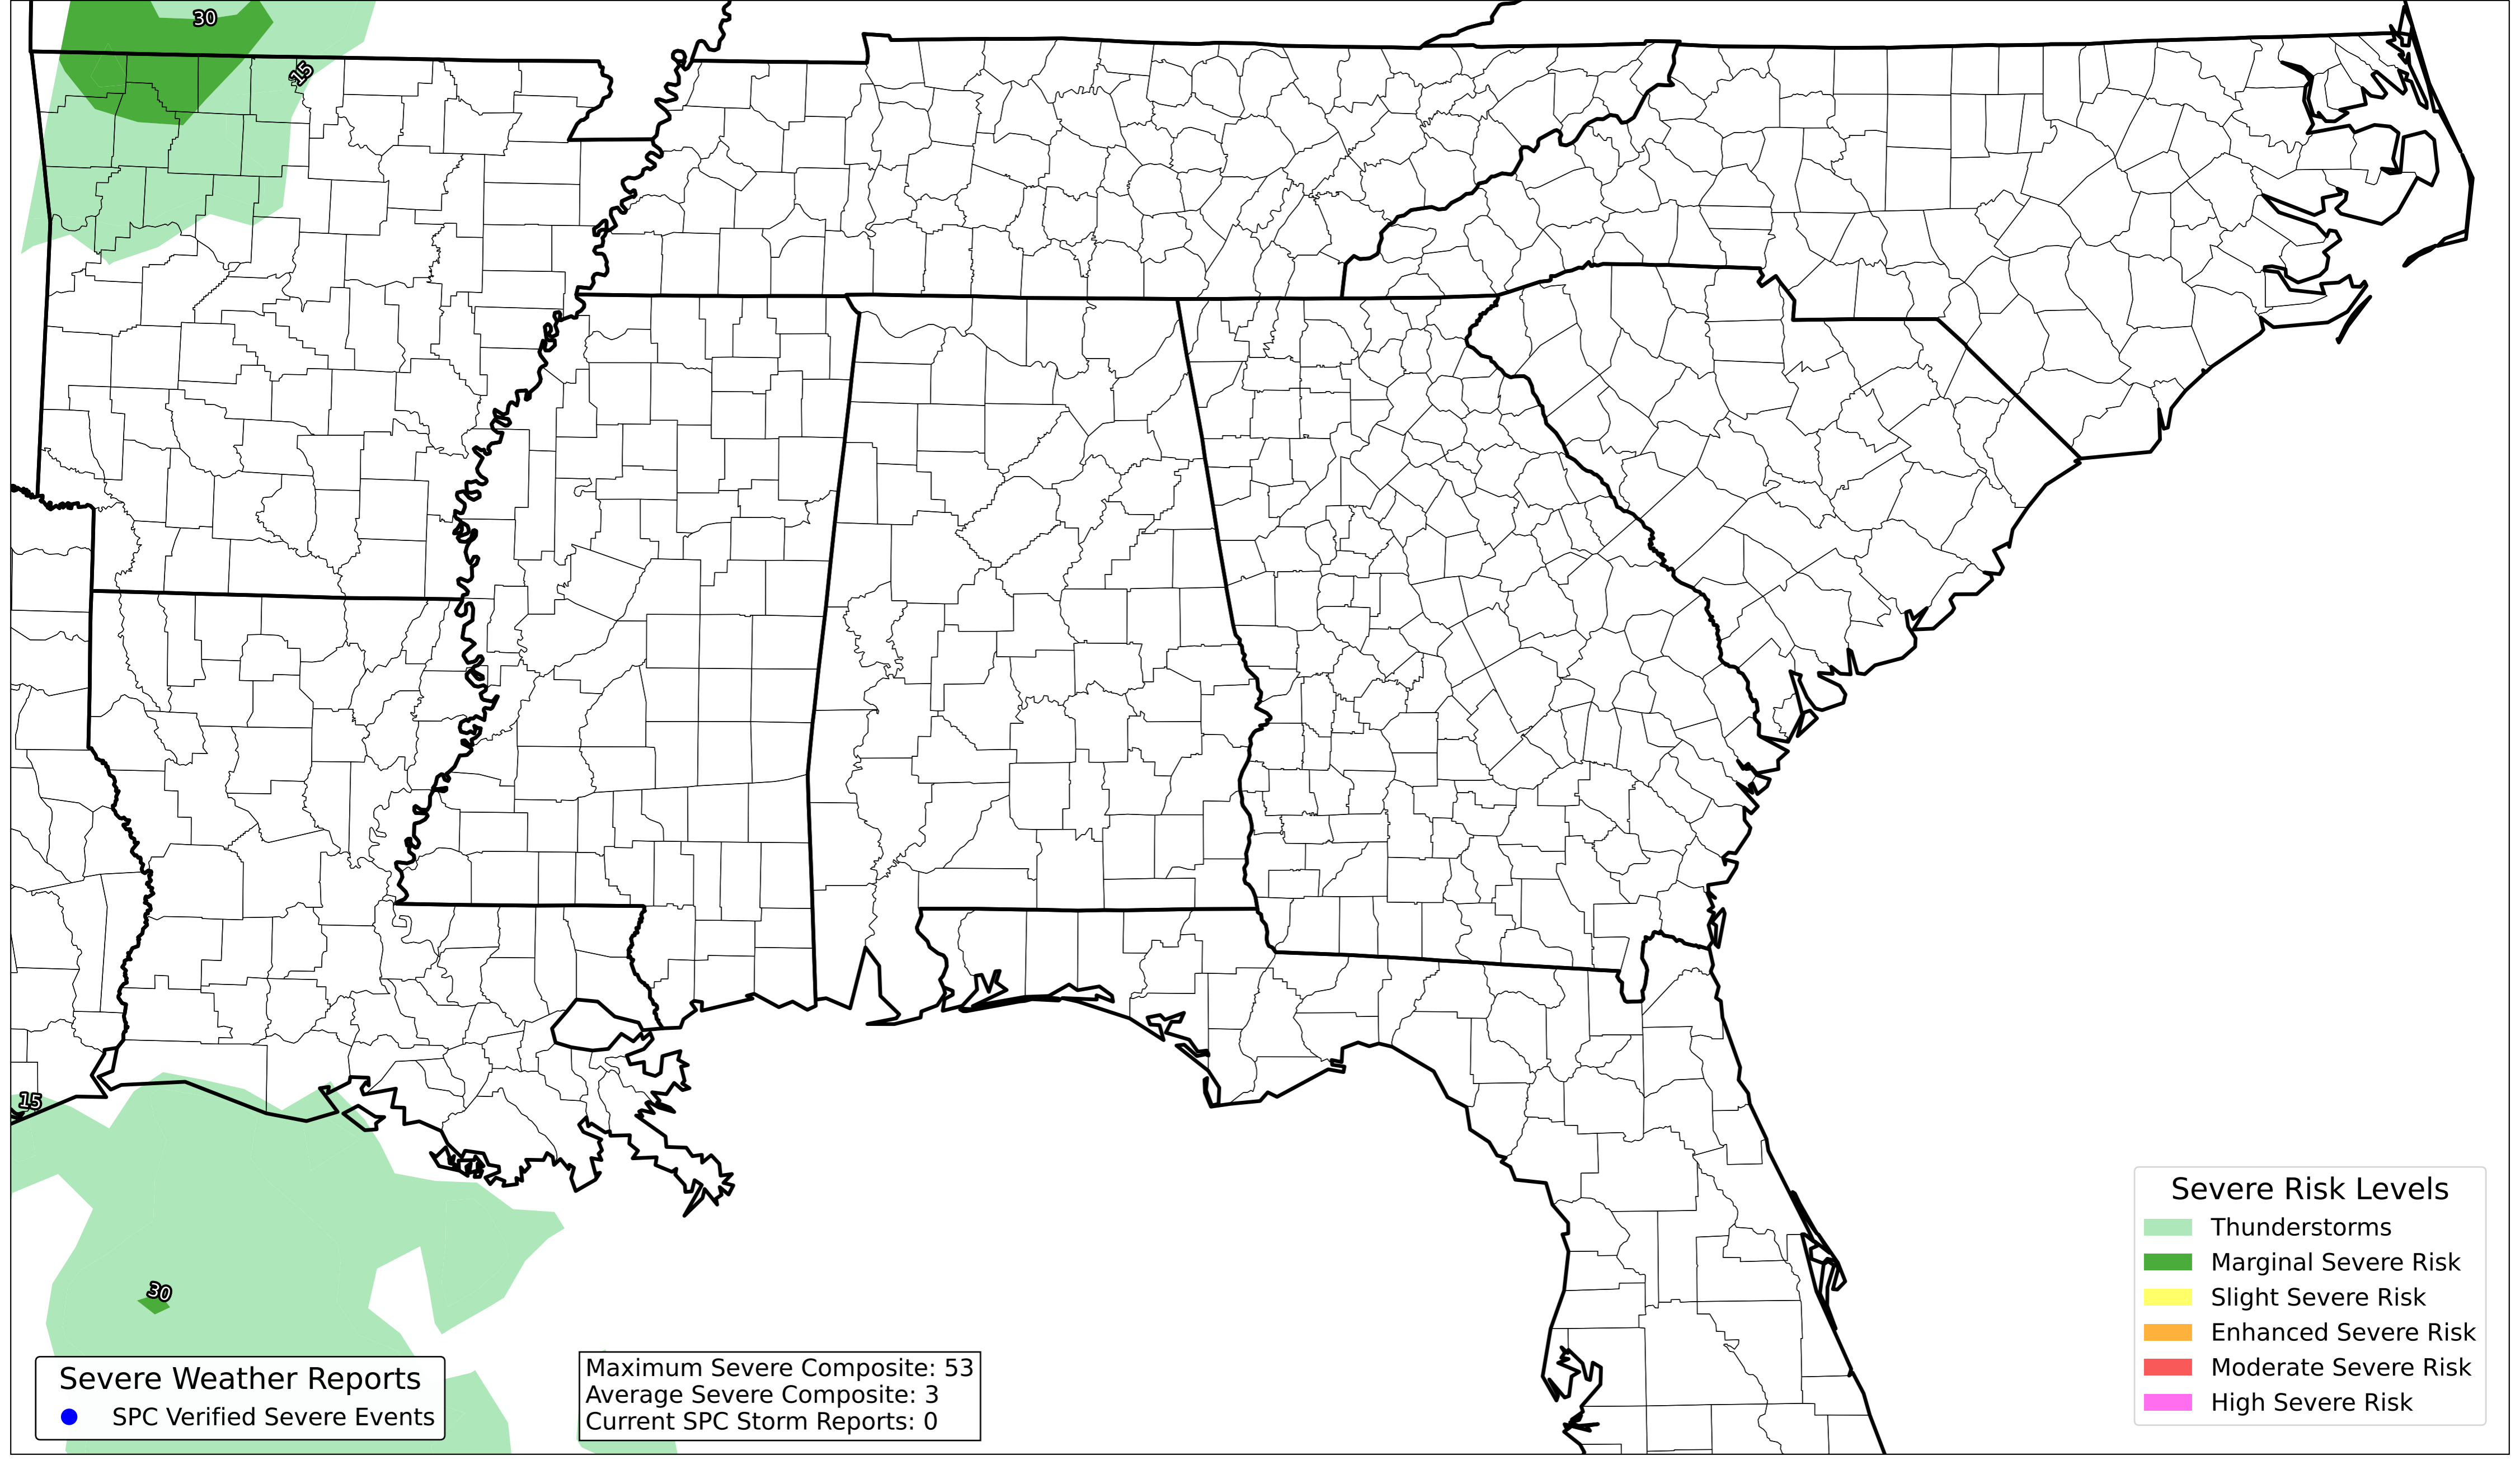 30
15
15
30
Severe Weather Reports
SPC Verified Severe Events
Maximum Severe Composite: 53
Average Severe Composite: 3
Current SPC Storm Reports: 0
Severe Risk Levels
Thunderstorms
Marginal Severe Risk
Slight Severe Risk
Enhanced Severe Risk
Moderate Severe Risk
High Severe Risk